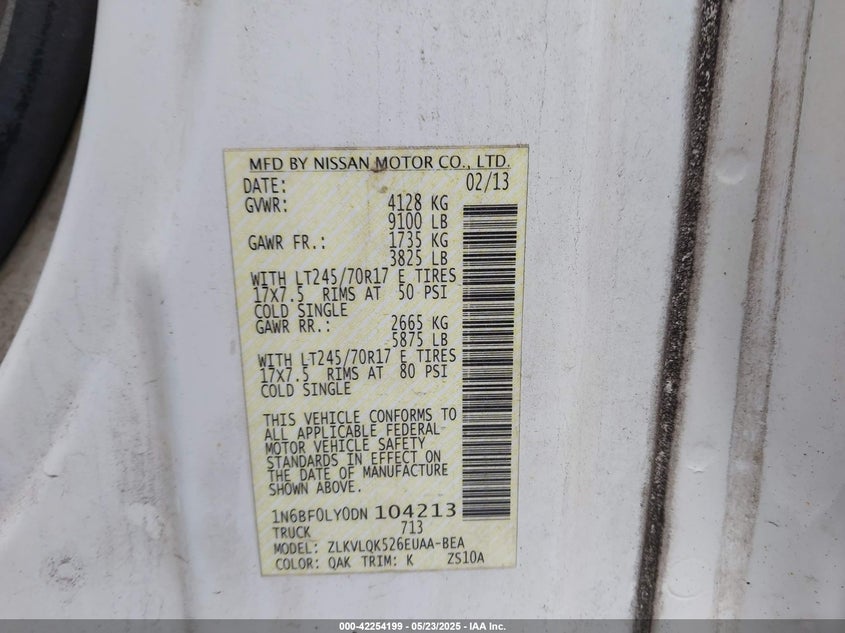 MFD BY NISSAN MOTOR CO., LTD.
DATE: 02/13
GVWR: 4128 KG
9100 LB
GAWR FR.: 1735 KG
3825 LB
WITH LT245/70R17 E TIRES
17X7.5 RIMS AT 50 PSI
COLD SINGLE
GAWR RR.: 2665 KG
5875 LB
WITH LT245/70R17 E TIRES
17X7.5 RIMS AT 80 PSI
COLD SINGLE
THIS VEHICLE CONFORMS TO
ALL APPLICABLE FEDERAL
MOTOR VEHICLE SAFETY
STANDARDS IN EFFECT ON
THE DATE OF MANUFACTURE
SHOWN ABOVE.
1N6BF0LY0DN 104213
TRUCK 713
MODEL: ZLKVLQK526EUAA-BEA
COLOR: QAK TRIM: K ZS10A
000-42254199 - 05/23/2025 - IAA Inc.